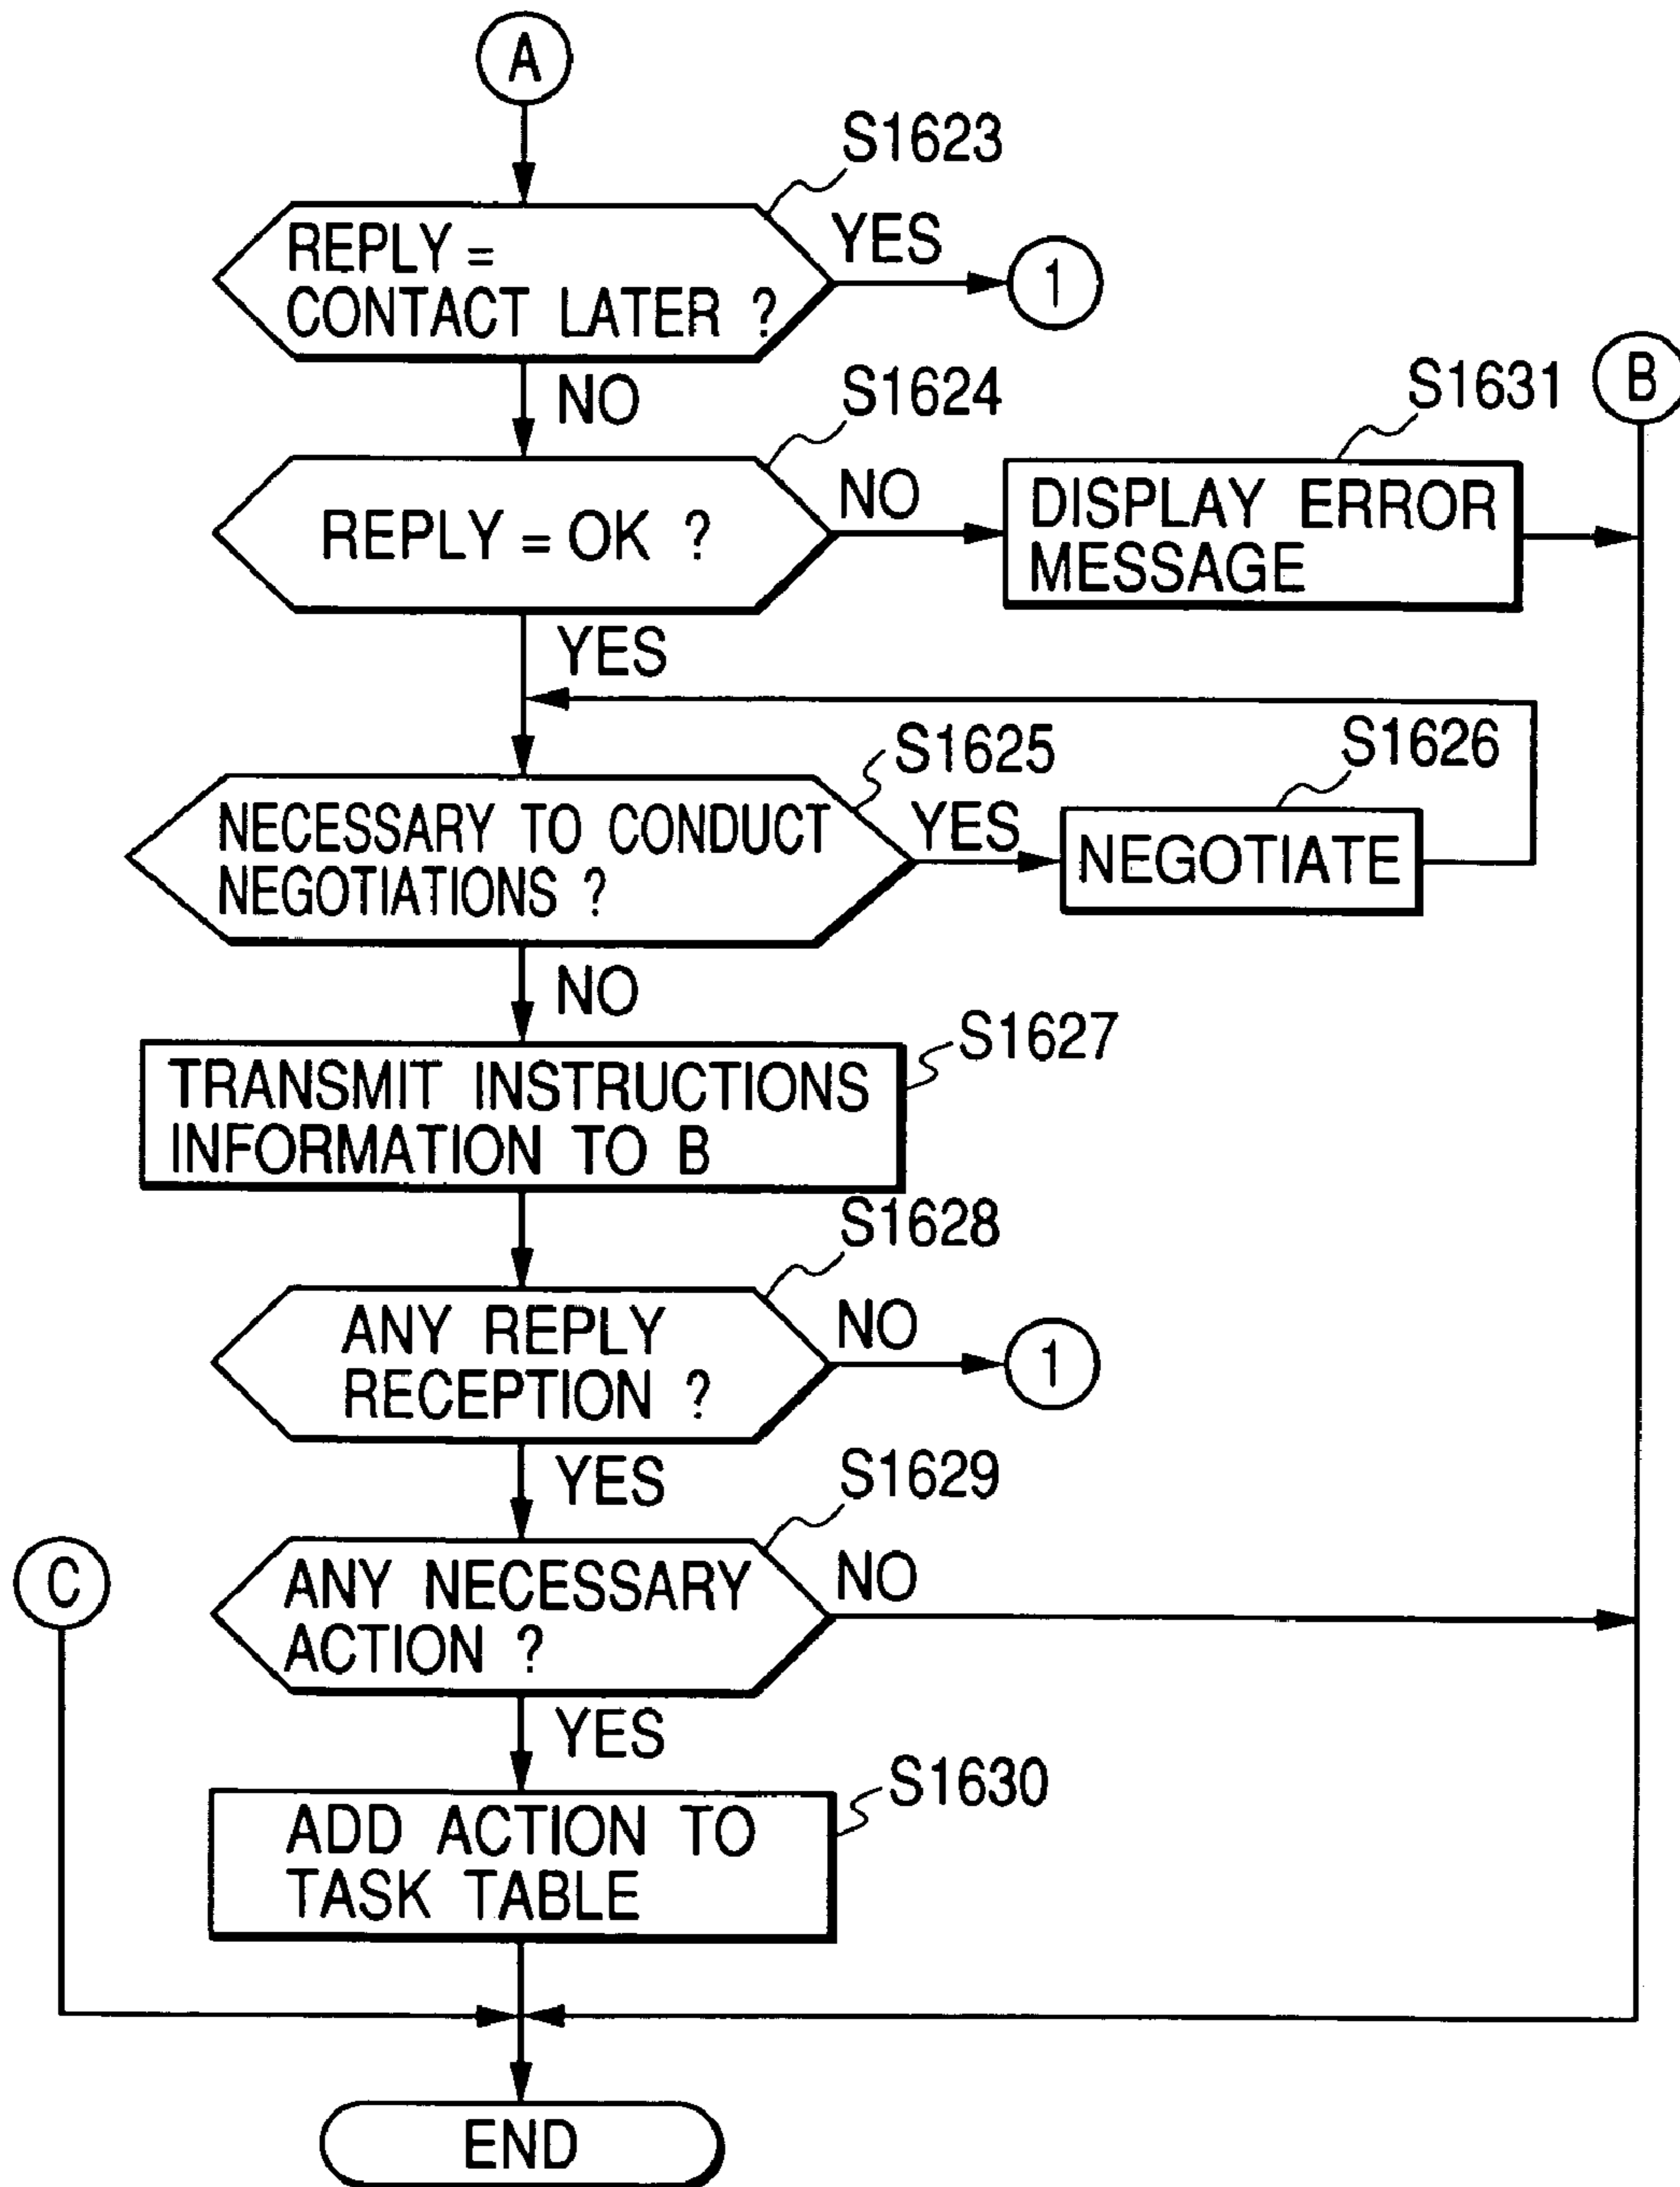 A
S1623
REPLY =
CONTACT LATER ?
YES
1
NO
S1624
S1631
B
REPLY = OK ?
NO
DISPLAY ERROR
MESSAGE
YES
S1625
S1626
NECESSARY TO CONDUCT
NEGOTIATIONS ?
YES
NEGOTIATE
NO
S1627
TRANSMIT INSTRUCTIONS
INFORMATION TO B
S1628
ANY REPLY
RECEPTION ?
NO
1
YES
S1629
C
ANY NECESSARY
ACTION ?
NO
YES
S1630
ADD ACTION TO
TASK TABLE
END